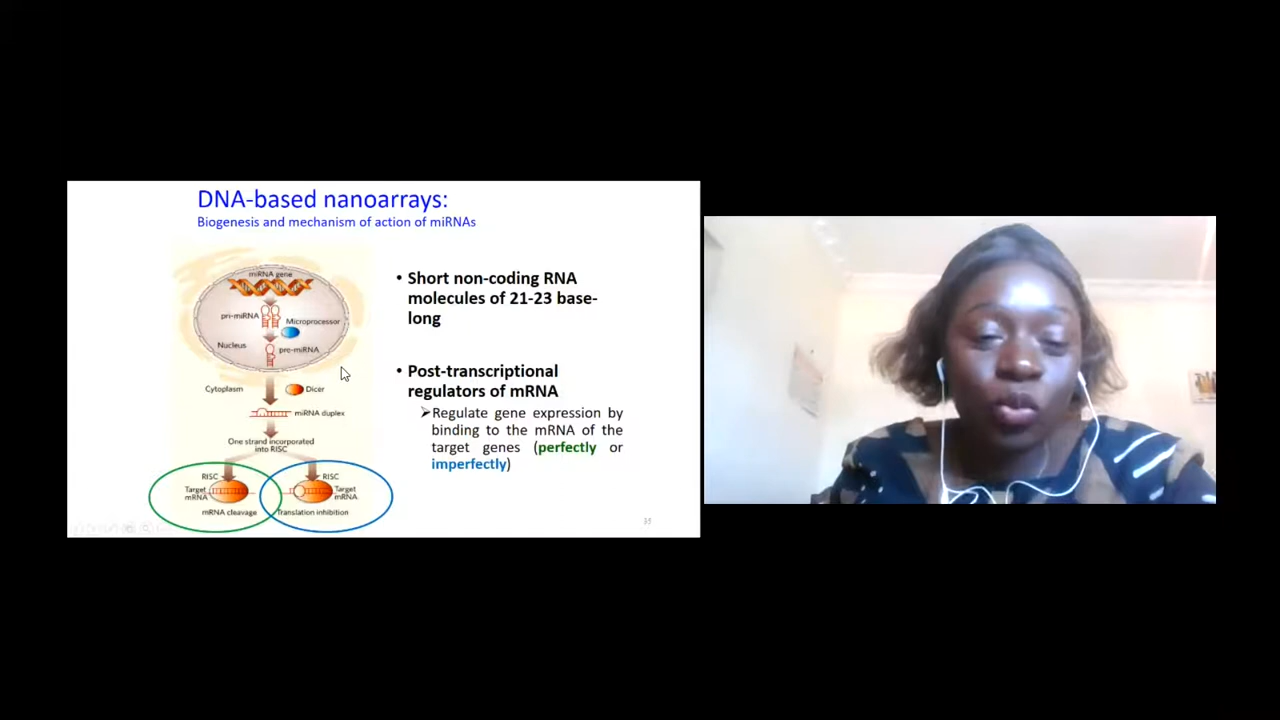 DNA-based nanoarrays:
Biogenesis and mechanism of action of miRNAs
miRNA gene
pri-miRNA
Microprocessor
Nucleus
pre-miRNA
Cytoplasm
Dicer
miRNA duplex
One strand incorporated
into RISC
RISC
RISC
Target
mRNA
Target
mRNA
mRNA cleavage
Translation inhibition
• Short non-coding RNA
molecules of 21-23 base-
long
• Post-transcriptional
regulators of mRNA
➢Regulate gene expression by
binding to the mRNA of the
target genes (perfectly or
imperfectly)